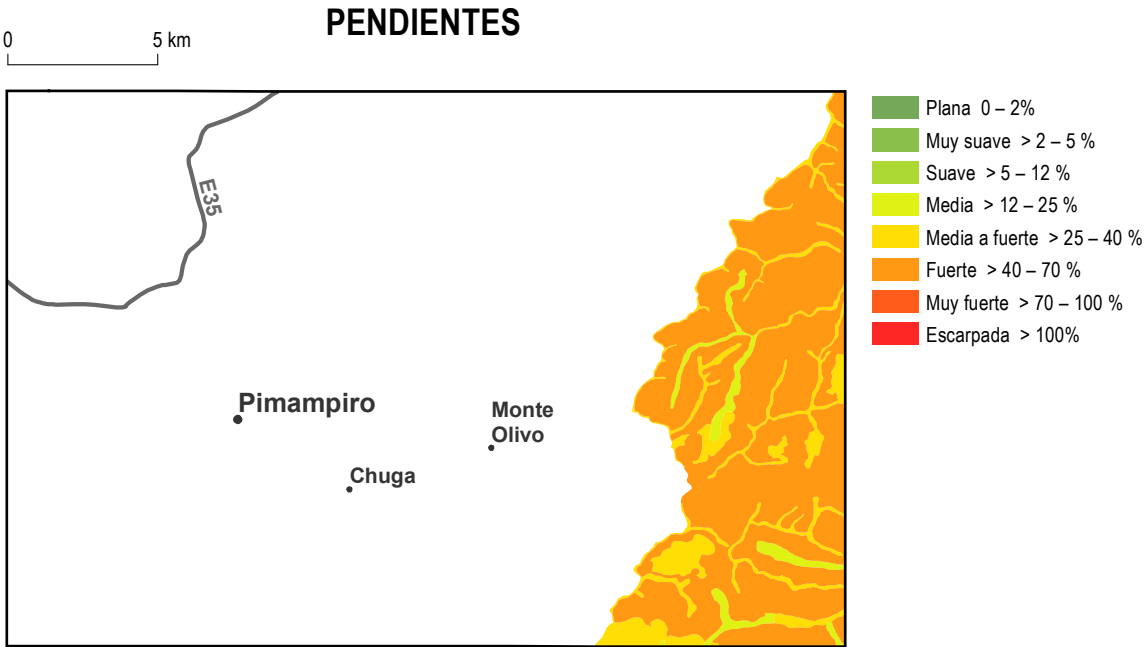 PENDIENTES
0 5 km
E35
Pimampiro
Monte
Olivo
Chuga
Plana 0 – 2%
Muy suave > 2 – 5 %
Suave > 5 – 12 %
Media > 12 – 25 %
Media a fuerte > 25 – 40 %
Fuerte > 40 – 70 %
Muy fuerte > 70 – 100 %
Escarpada > 100%